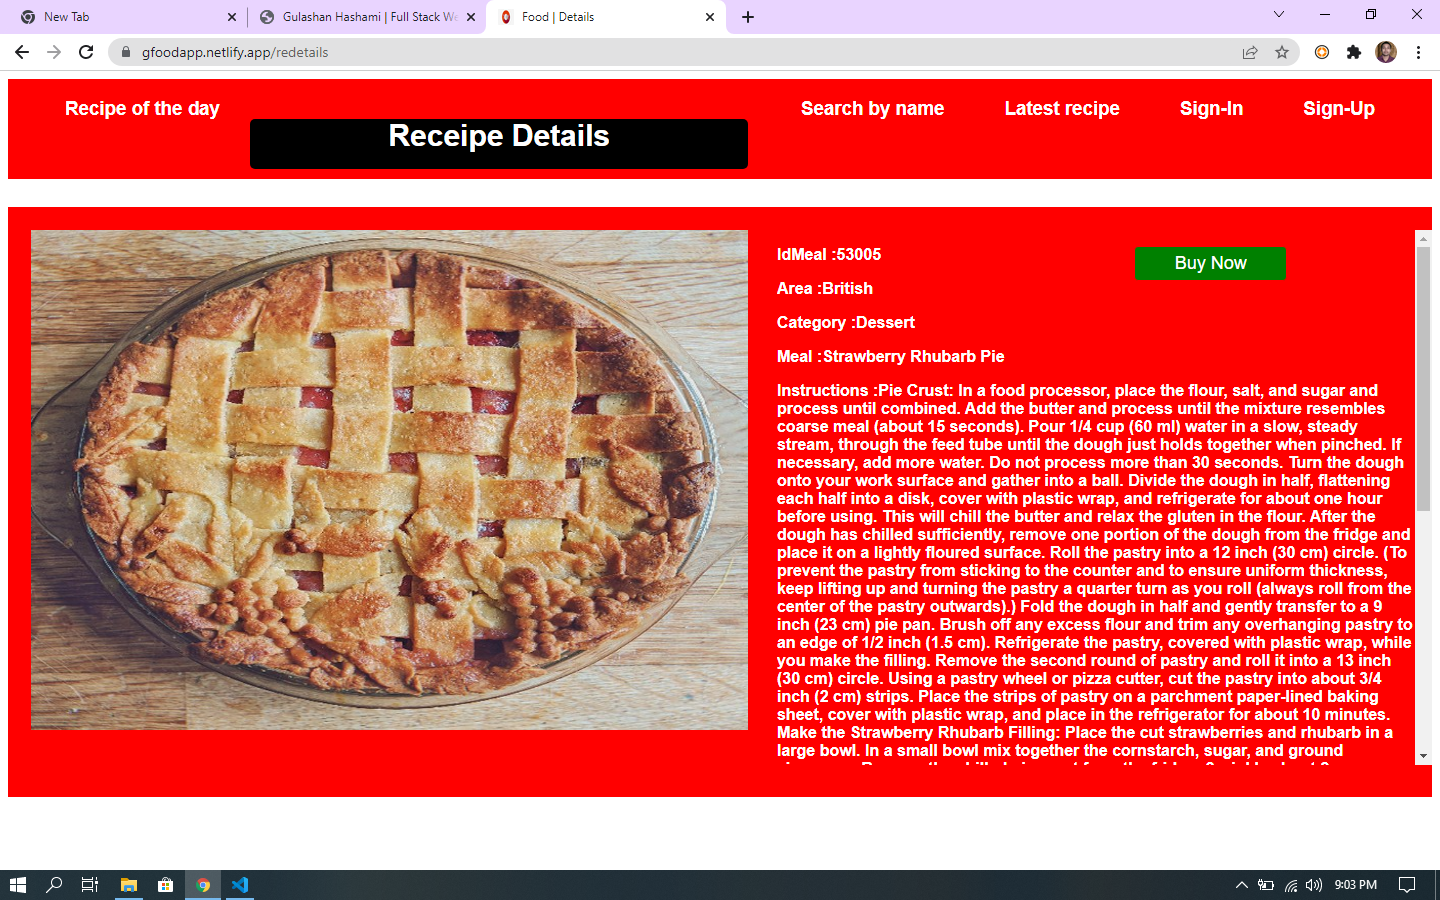 New Tab
Gulashan Hashami | Full Stack We
Food | Details
gfoodapp.netlify.app/redetails
Recipe of the day
Receipe Details
Search by name
Latest recipe
Sign-In
Sign-Up
IdMeal :53005
Buy Now
Area :British
Category :Dessert
Meal :Strawberry Rhubarb Pie
Instructions :Pie Crust: In a food processor, place the flour, salt, and sugar and
process until combined. Add the butter and process until the mixture resembles
coarse meal (about 15 seconds). Pour 1/4 cup (60 ml) water in a slow, steady
stream, through the feed tube until the dough just holds together when pinched. If
necessary, add more water. Do not process more than 30 seconds. Turn the dough
onto your work surface and gather into a ball. Divide the dough in half, flattening
each half into a disk, cover with plastic wrap, and refrigerate for about one hour
before using. This will chill the butter and relax the gluten in the flour. After the
dough has chilled sufficiently, remove one portion of the dough from the fridge and
place it on a lightly floured surface. Roll the pastry into a 12 inch (30 cm) circle. (To
prevent the pastry from sticking to the counter and to ensure uniform thickness,
keep lifting up and turning the pastry a quarter turn as you roll (always roll from the
center of the pastry outwards).) Fold the dough in half and gently transfer to a 9
inch (23 cm) pie pan. Brush off any excess flour and trim any overhanging pastry to
an edge of 1/2 inch (1.5 cm). Refrigerate the pastry, covered with plastic wrap, while
you make the filling. Remove the second round of pastry and roll it into a 13 inch
(30 cm) circle. Using a pastry wheel or pizza cutter, cut the pastry into about 3/4
inch (2 cm) strips. Place the strips of pastry on a parchment paper-lined baking
sheet, cover with plastic wrap, and place in the refrigerator for about 10 minutes.
Make the Strawberry Rhubarb Filling: Place the cut strawberries and rhubarb in a
large bowl. In a small bowl mix together the cornstarch, sugar, and ground
9:03 PM